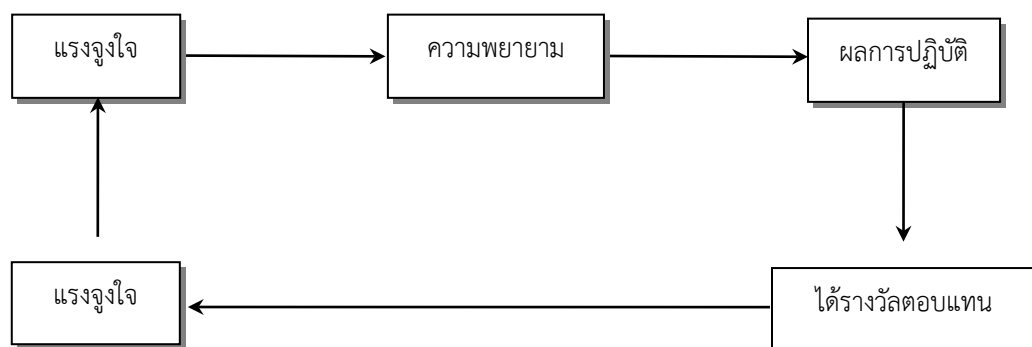 แรงจูงใจ
ความพยายาม
ผลการปฏิบัติ
แรงจูงใจ
ได้รางวัลตอบแทน